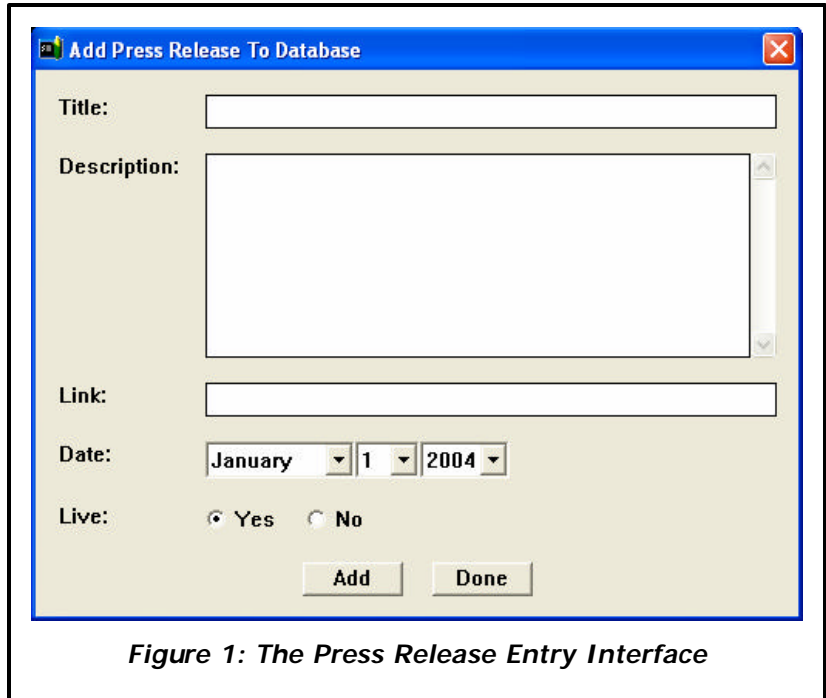 Add Press Release To Database
Title:
Description:
Link:
Date: January 1 2004
Live: Yes No
Add Done
Figure 1: The Press Release Entry Interface